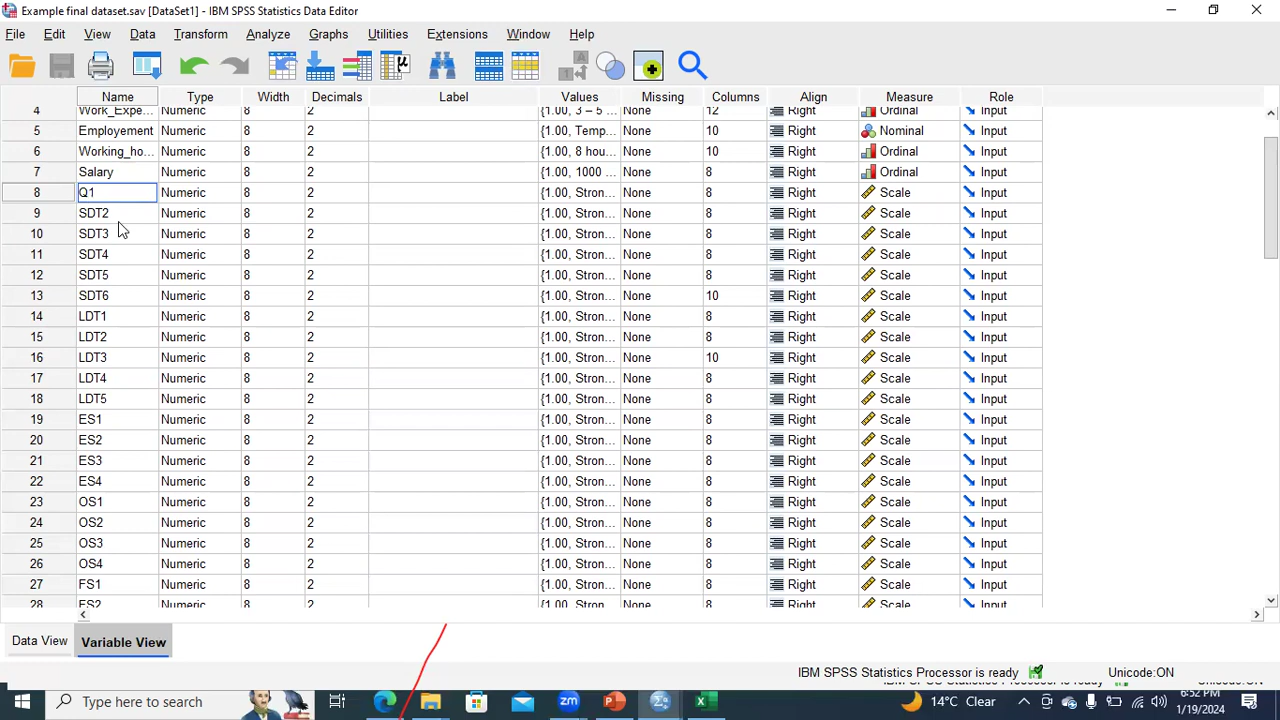 Example final dataset.sav [DataSet1] - IBM SPSS Statistics Data Editor
File Edit View Data Transform Analyze Graphs Utilities Extensions Window Help
Name Type Width Decimals Label Values Missing Columns Align Measure Role
4 Work_Expe... Numeric 8 2 {1.00, 3 – 5 ... None 12 Right Ordinal Input
5 Employement Numeric 8 2 {1.00, Temp... None 10 Right Nominal Input
6 Working_ho... Numeric 8 2 {1.00, 8 hou... None 10 Right Ordinal Input
7 Salary Numeric 8 2 {1.00, 1000 ... None 8 Right Ordinal Input
8 Q1 Numeric 8 2 {1.00, Stron... None 8 Right Scale Input
9 SDT2 Numeric 8 2 {1.00, Stron... None 8 Right Scale Input
10 SDT3 Numeric 8 2 {1.00, Stron... None 8 Right Scale Input
11 SDT4 Numeric 8 2 {1.00, Stron... None 8 Right Scale Input
12 SDT5 Numeric 8 2 {1.00, Stron... None 8 Right Scale Input
13 SDT6 Numeric 8 2 {1.00, Stron... None 10 Right Scale Input
14 LDT1 Numeric 8 2 {1.00, Stron... None 8 Right Scale Input
15 LDT2 Numeric 8 2 {1.00, Stron... None 8 Right Scale Input
16 LDT3 Numeric 8 2 {1.00, Stron... None 10 Right Scale Input
17 LDT4 Numeric 8 2 {1.00, Stron... None 8 Right Scale Input
18 LDT5 Numeric 8 2 {1.00, Stron... None 8 Right Scale Input
19 ES1 Numeric 8 2 {1.00, Stron... None 8 Right Scale Input
20 ES2 Numeric 8 2 {1.00, Stron... None 8 Right Scale Input
21 ES3 Numeric 8 2 {1.00, Stron... None 8 Right Scale Input
22 ES4 Numeric 8 2 {1.00, Stron... None 8 Right Scale Input
23 OS1 Numeric 8 2 {1.00, Stron... None 8 Right Scale Input
24 OS2 Numeric 8 2 {1.00, Stron... None 8 Right Scale Input
25 OS3 Numeric 8 2 {1.00, Stron... None 8 Right Scale Input
26 OS4 Numeric 8 2 {1.00, Stron... None 8 Right Scale Input
27 FS1 Numeric 8 2 {1.00, Stron... None 8 Right Scale Input
28 FS2 Numeric 8 2 {1.00, Stron... None 8 Right Scale Input
Data View Variable View
IBM SPSS Statistics Processor is ready Unicode:ON
Type here to search
14°C Clear
6:52 PM
1/19/2024